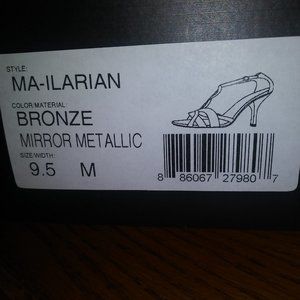 STYLE:
MA-ILARIAN
COLOR/MATERIAL:
BRONZE
MIRROR METALLIC
SIZE/WIDTH:
9.5 M
8 86067 27980 7